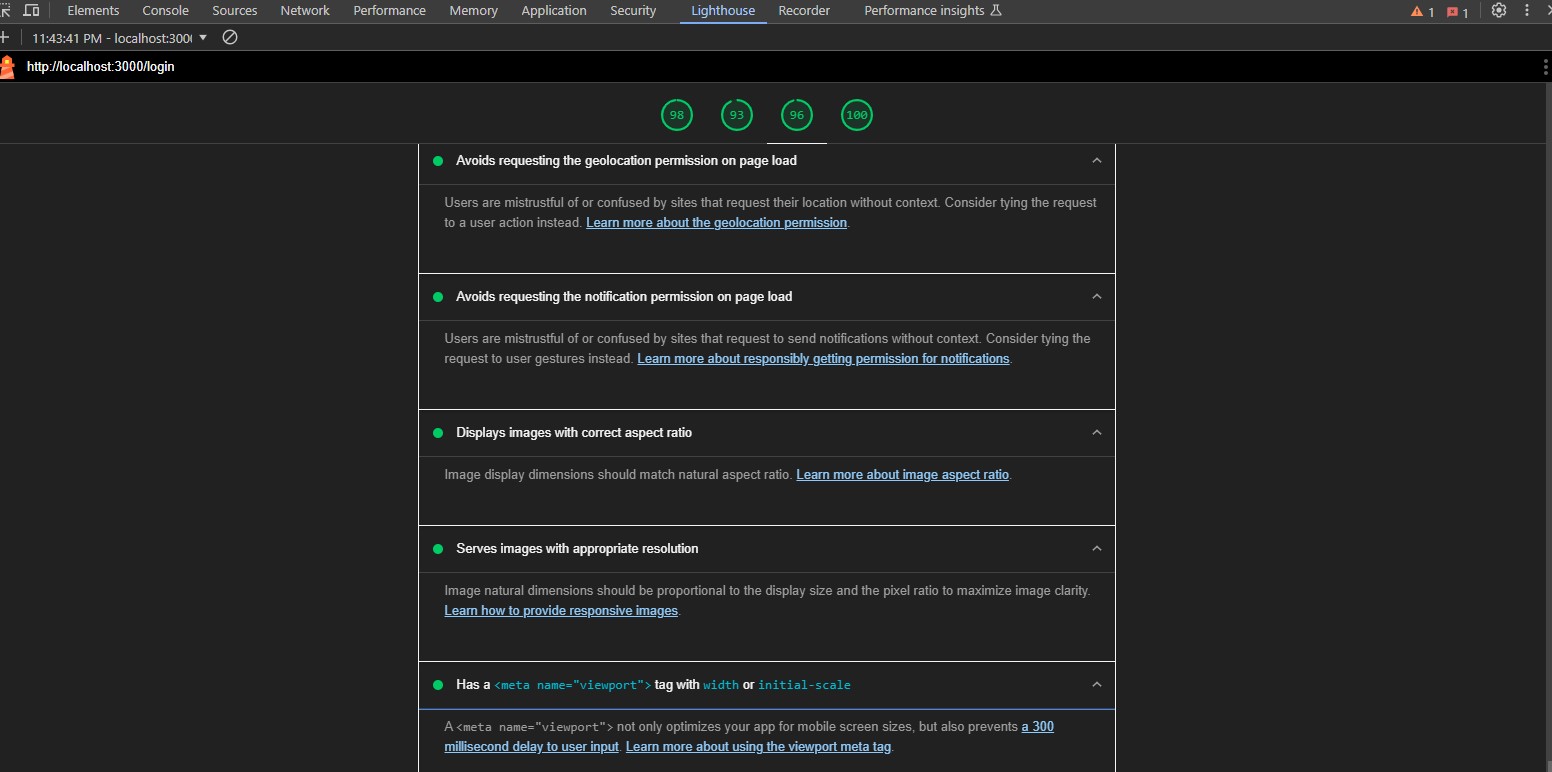 Elements Console Sources Network Performance Memory Application Security Lighthouse Recorder Performance insights 1 1
11:43:41 PM - localhost:300
http://localhost:3000/login
98 93 96 100
Avoids requesting the geolocation permission on page load
Users are mistrustful of or confused by sites that request their location without context. Consider tying the request
to a user action instead. Learn more about the geolocation permission.
Avoids requesting the notification permission on page load
Users are mistrustful of or confused by sites that request to send notifications without context. Consider tying the
request to user gestures instead. Learn more about responsibly getting permission for notifications.
Displays images with correct aspect ratio
Image display dimensions should match natural aspect ratio. Learn more about image aspect ratio.
Serves images with appropriate resolution
Image natural dimensions should be proportional to the display size and the pixel ratio to maximize image clarity.
Learn how to provide responsive images.
Has a <meta name="viewport"> tag with width or initial-scale
A <meta name="viewport"> not only optimizes your app for mobile screen sizes, but also prevents a 300
millisecond delay to user input. Learn more about using the viewport meta tag.